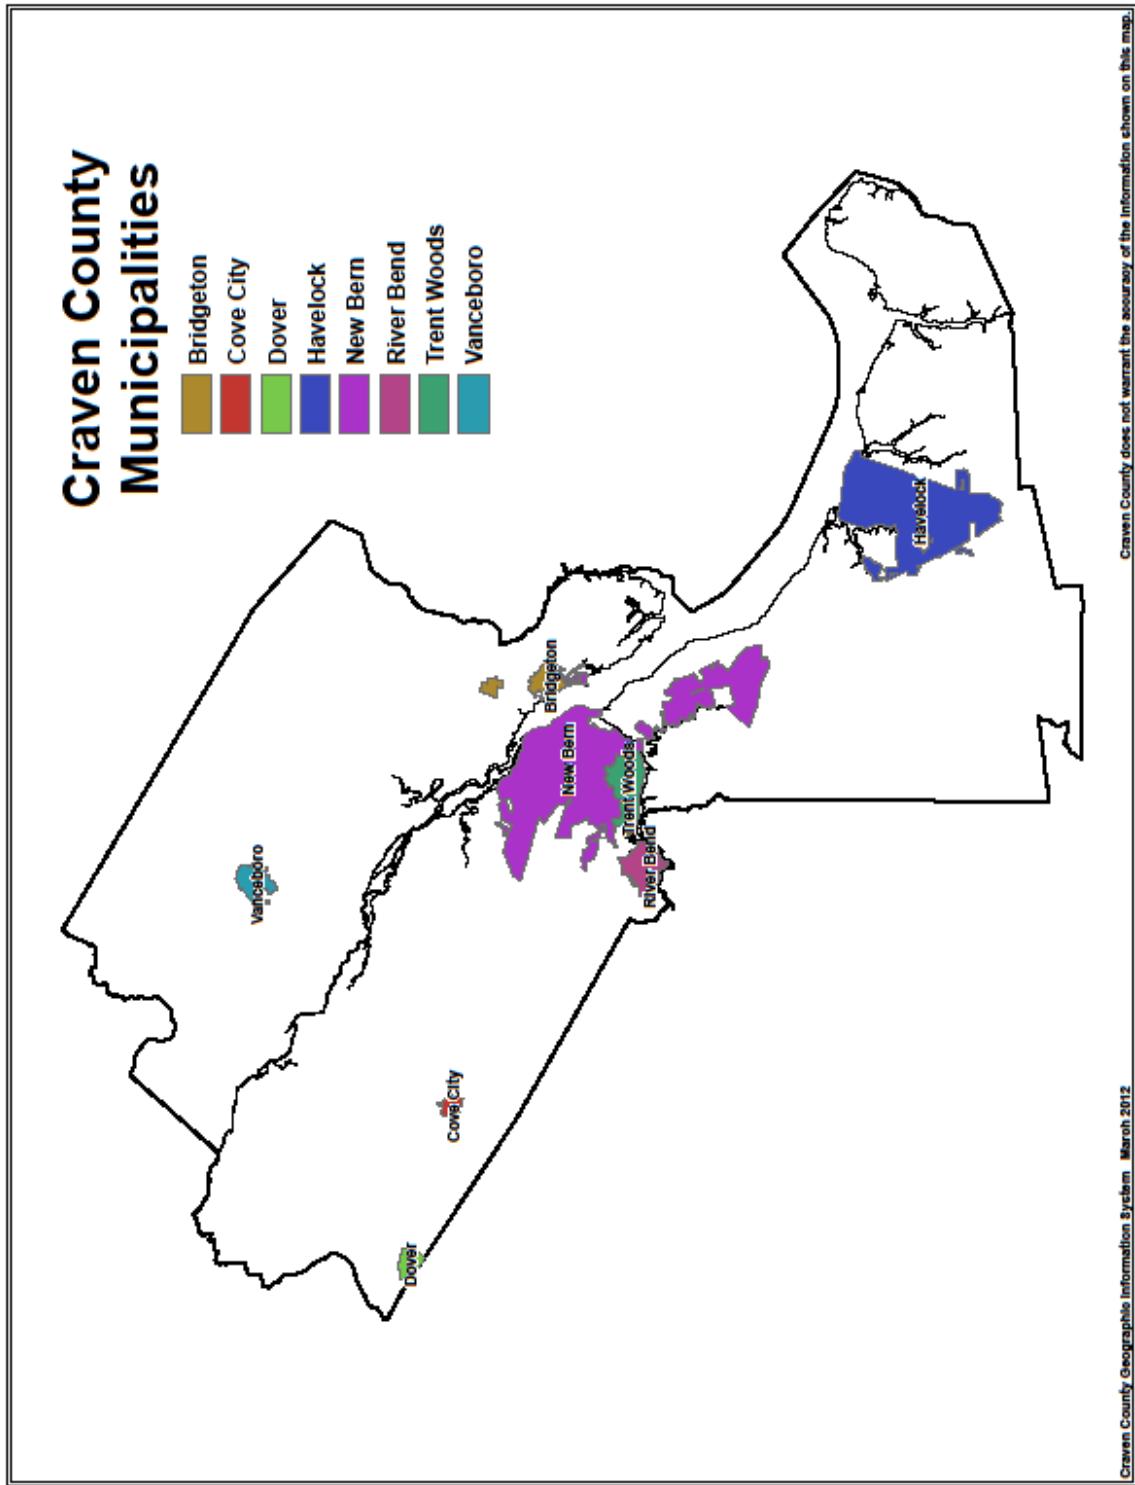 Craven County
Municipalities
Bridgeton
Cove City
Dover
Havelock
New Bern
River Bend
Trent Woods
Vanceboro
Vanceboro
Dover
Cove City
Bridgeton
New Bern
Trent Woods
River Bend
Havelock
Craven County Geographic Information System March 2012
Craven County does not warrant the accuracy of the information shown on this map.